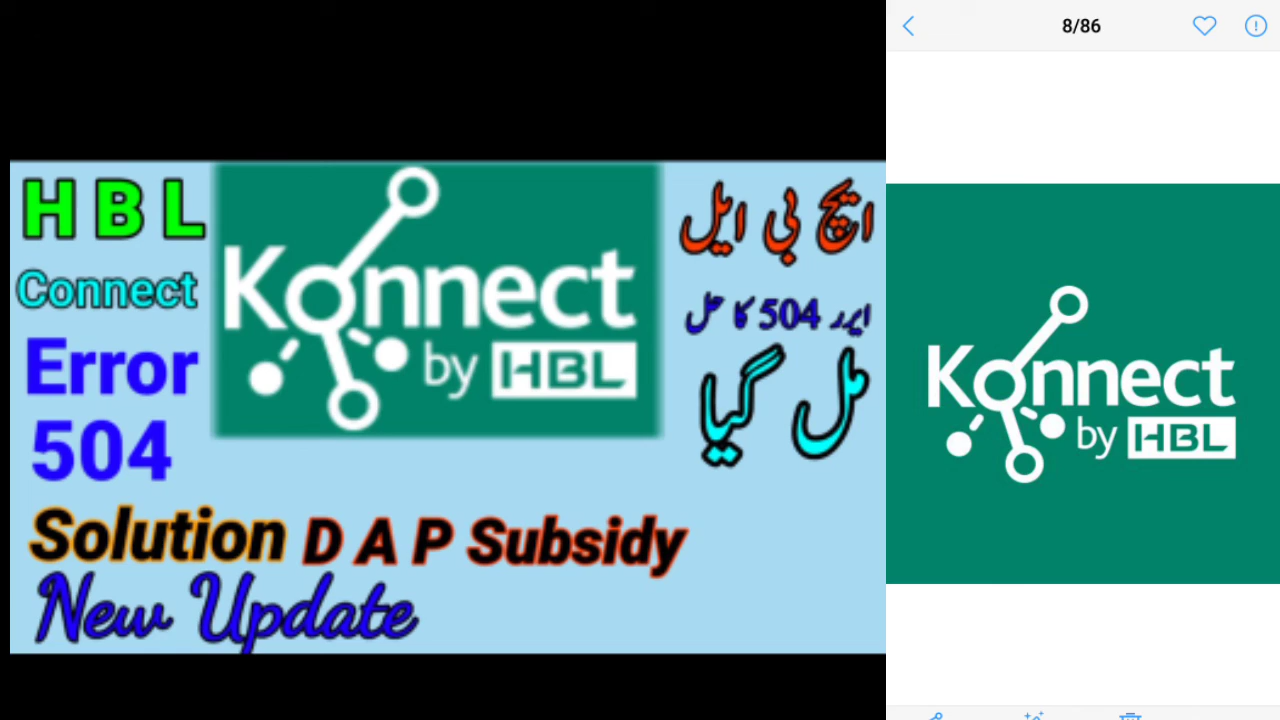 H B L
Connect
Error
504
Solution D A P Subsidy
New Update
Konnect
by HBL
ایچ بی ایل
ایرر 504 کا حل
مل گیا
8/86
Konnect
by HBL